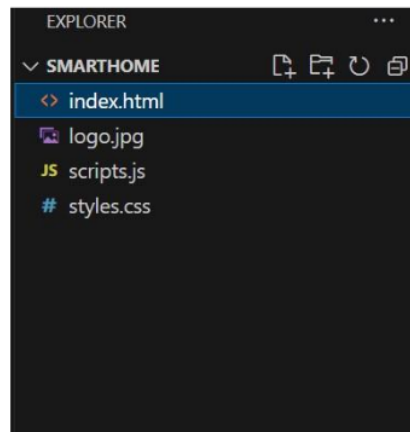 EXPLORER
SMARTHOME
index.html
logo.jpg
JS scripts.js
# styles.css